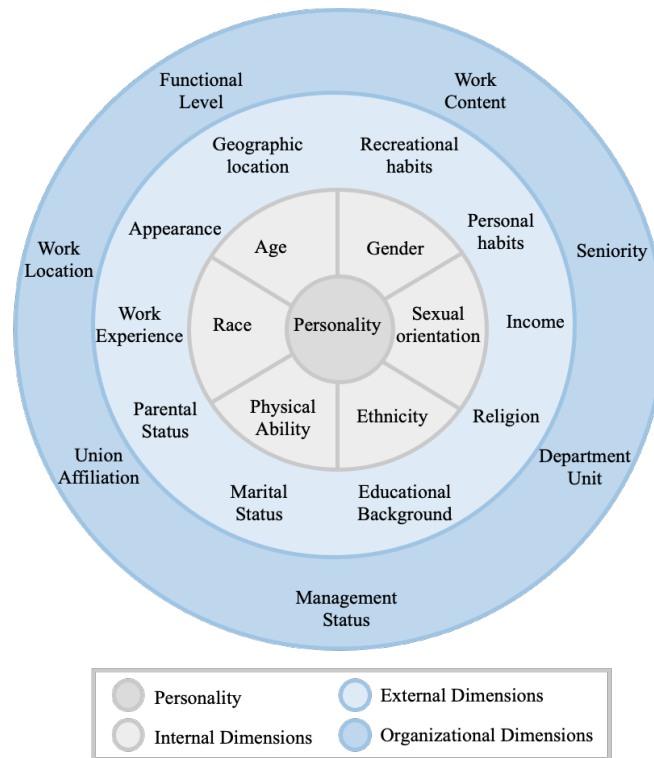 Functional
Level
Work
Content
Geographic
location
Recreational
habits
Appearance
Age
Gender
Personal
habits
Work
Location
Seniority
Work
Experience
Race
Personality
Sexual
orientation
Income
Parental
Status
Physical
Ability
Ethnicity
Religion
Union
Affiliation
Department
Unit
Marital
Status
Educational
Background
Management
Status
Personality
External Dimensions
Internal Dimensions
Organizational Dimensions